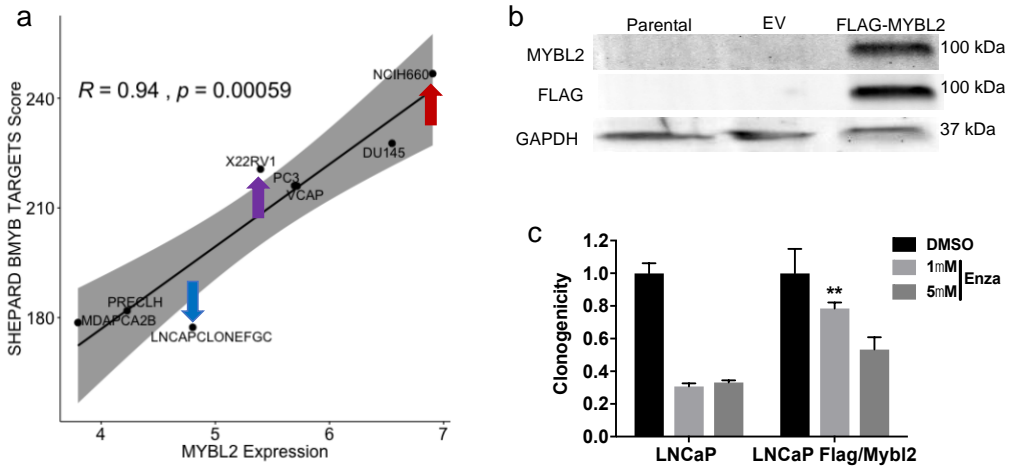 a
SHEPARD BMYB TARGETS Score
R = 0.94 , p = 0.00059
240
210
180
NCIH660
DU145
X22RV1
PC3
VCAP
PRECLH
MDAPCA2B
LNCAPCLONEFGC
4 5 6 7
MYBL2 Expression
b
Parental EV FLAG-MYBL2
MYBL2 100 kDa
FLAG 100 kDa
GAPDH 37 kDa
c
Clonogenicity
1.2
1.0
0.8
0.6
0.4
0.2
0.0
**
LNCaP LNCaP Flag/Mybl2
DMSO
1mM
5mM
Enza